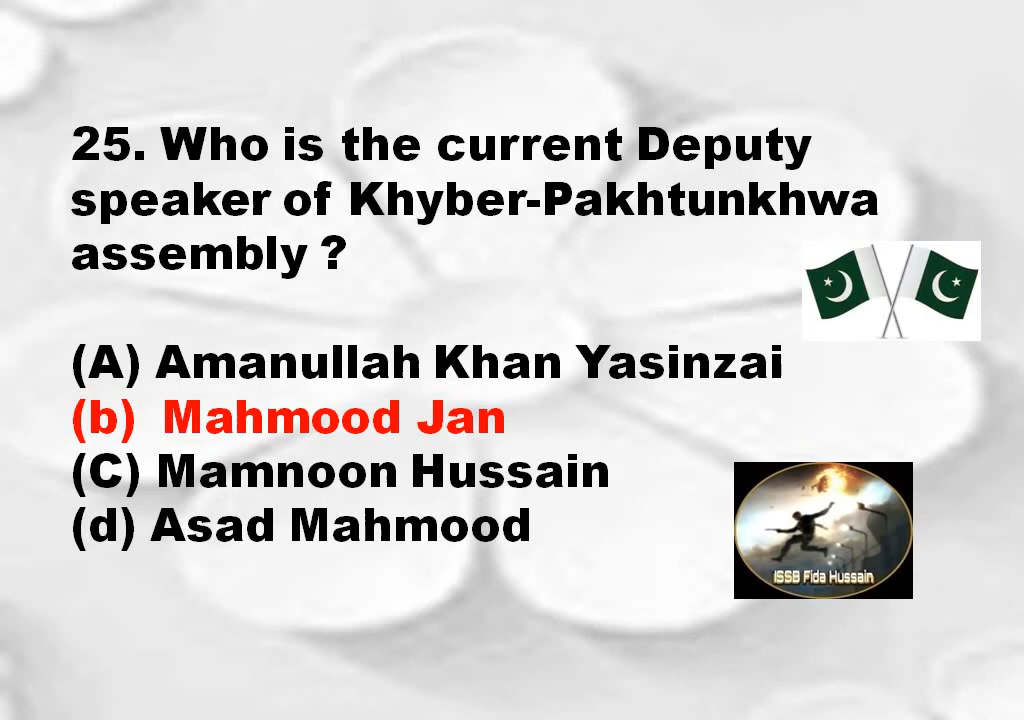 25. Who is the current Deputy
speaker of Khyber-Pakhtunkhwa
assembly ?
(A) Amanullah Khan Yasinzai
(b) Mahmood Jan
(C) Mamnoon Hussain
(d) Asad Mahmood
ISSB Fida Hussain